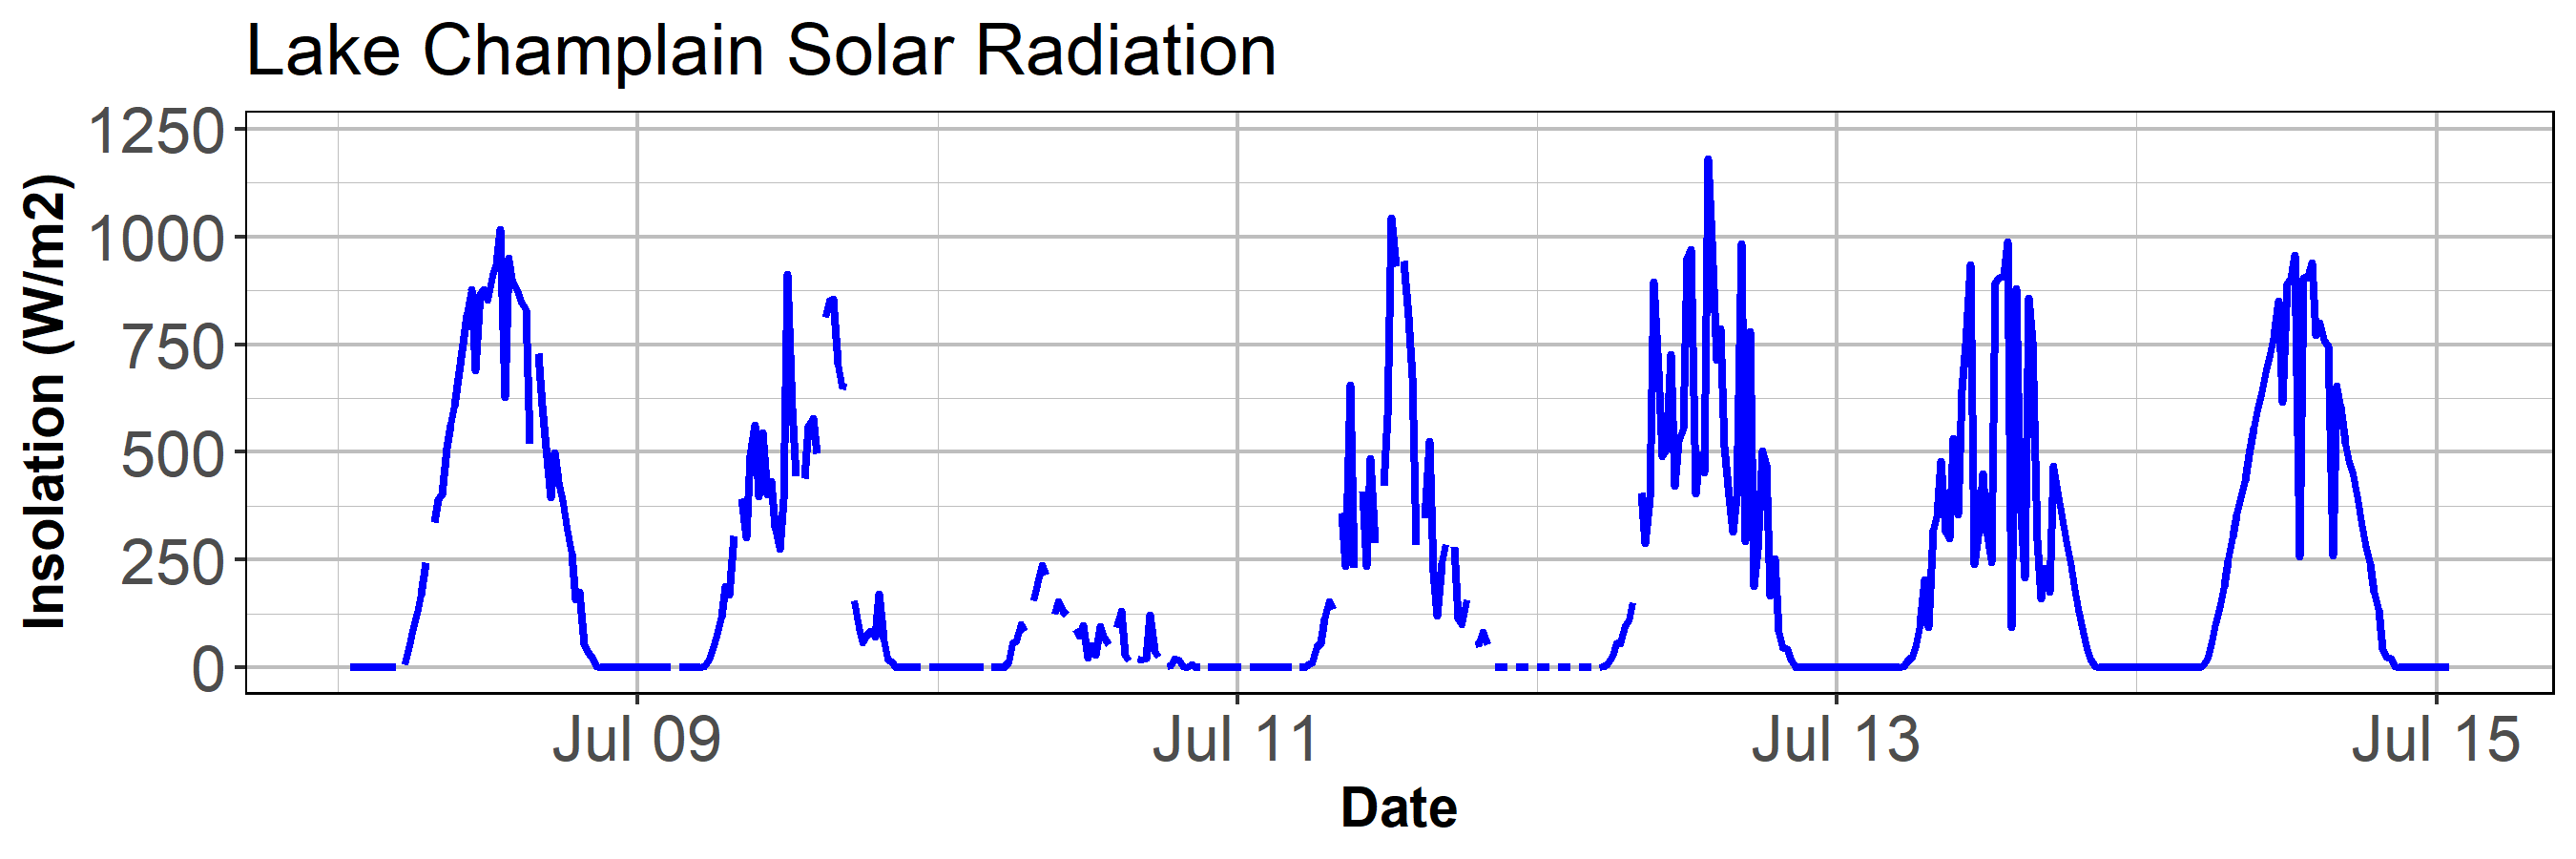 Lake Champlain Solar Radiation
Insolation (W/m2)
1250
1000
750
500
250
0
Jul 09
Jul 11
Jul 13
Jul 15
Date